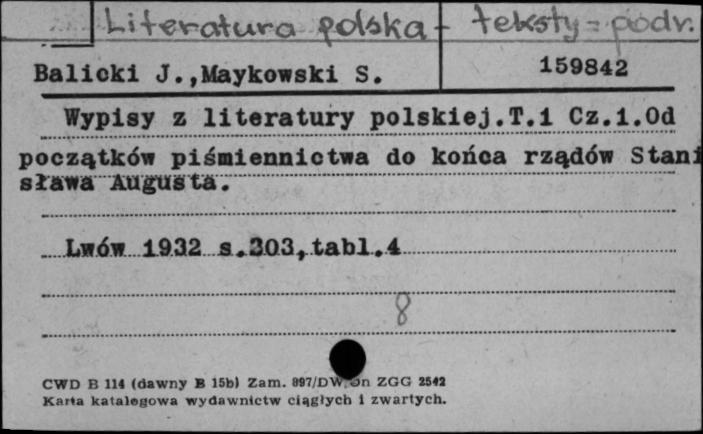 Literatura polska - teksty = podr.
Balicki J.,Maykowski S.
159842
Wypisy z literatury polskiej.T.1 Cz.1.Od
początków piśmiennictwa do końca rządów Stani
sława Augusta.
Lwów 1932 s.303,tabl.4
8
CWD B 114 (dawny B 15b) Zam. 897/DW/Dn ZGG 2542
Karta katalogowa wydawnictw ciągłych i zwartych.